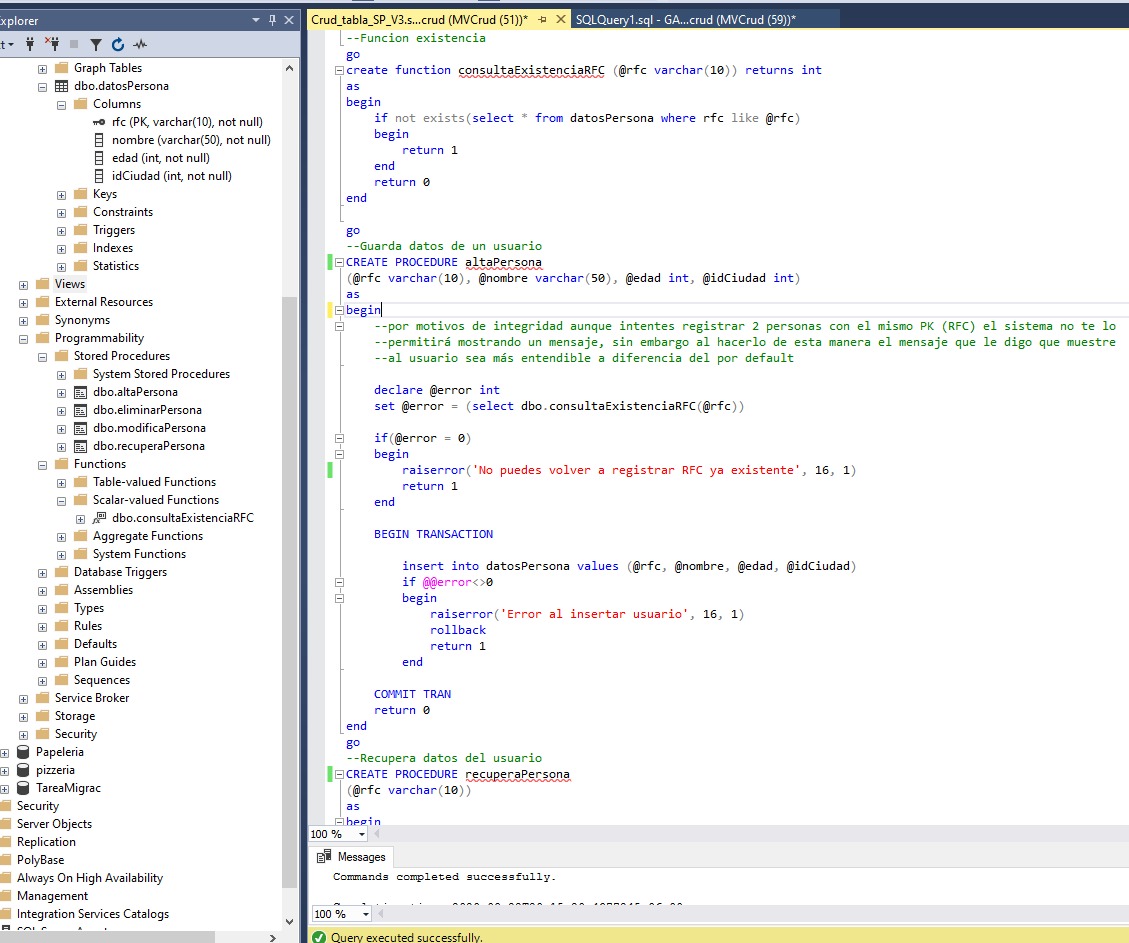 xplorer
Crud_tabla_SP_V3.s...crud (MVCrud (51))*
SQLQuery1.sql - GA...crud (MVCrud (59))*
Graph Tables
dbo.datosPersona
Columns
rfc (PK, varchar(10), not null)
nombre (varchar(50), not null)
edad (int, not null)
idCiudad (int, not null)
Keys
Constraints
Triggers
Indexes
Statistics
Views
External Resources
Synonyms
Programmability
Stored Procedures
System Stored Procedures
dbo.altaPersona
dbo.eliminarPersona
dbo.modificaPersona
dbo.recuperaPersona
Functions
Table-valued Functions
Scalar-valued Functions
dbo.consultaExistenciaRFC
Aggregate Functions
System Functions
Database Triggers
Assemblies
Types
Rules
Defaults
Plan Guides
Sequences
Service Broker
Storage
Security
Papeleria
pizzeria
TareaMigrac
Security
Server Objects
Replication
PolyBase
Always On High Availability
Management
Integration Services Catalogs
--Funcion existencia
go
create function consultaExistenciaRFC (@rfc varchar(10)) returns int
as
begin
if not exists(select * from datosPersona where rfc like @rfc)
begin
return 1
end
return 0
end
go
--Guarda datos de un usuario
CREATE PROCEDURE altaPersona
(@rfc varchar(10), @nombre varchar(50), @edad int, @idCiudad int)
as
begin
--por motivos de integridad aunque intentes registrar 2 personas con el mismo PK (RFC) el sistema no te lo
--permitirá mostrando un mensaje, sin embargo al hacerlo de esta manera el mensaje que le digo que muestre
--al usuario sea más entendible a diferencia del por default
declare @error int
set @error = (select dbo.consultaExistenciaRFC(@rfc))
if(@error = 0)
begin
raiserror('No puedes volver a registrar RFC ya existente', 16, 1)
return 1
end
BEGIN TRANSACTION
insert into datosPersona values (@rfc, @nombre, @edad, @idCiudad)
if @@error<>0
begin
raiserror('Error al insertar usuario', 16, 1)
rollback
return 1
end
COMMIT TRAN
return 0
end
go
--Recupera datos del usuario
CREATE PROCEDURE recuperaPersona
(@rfc varchar(10))
as
begin
100 %
Messages
Commands completed successfully.
100 %
Query executed successfully.